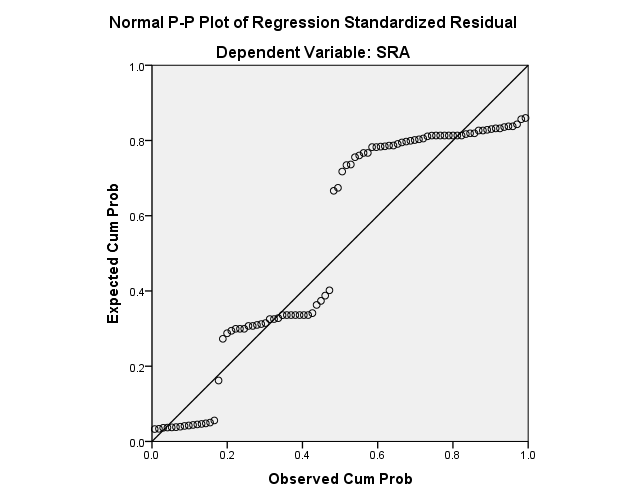 Normal P-P Plot of Regression Standardized Residual
Dependent Variable: SRA
1.0
0.8
0.6
0.4
0.2
0.0
Expected Cum Prob
0.0 0.2 0.4 0.6 0.8 1.0
Observed Cum Prob